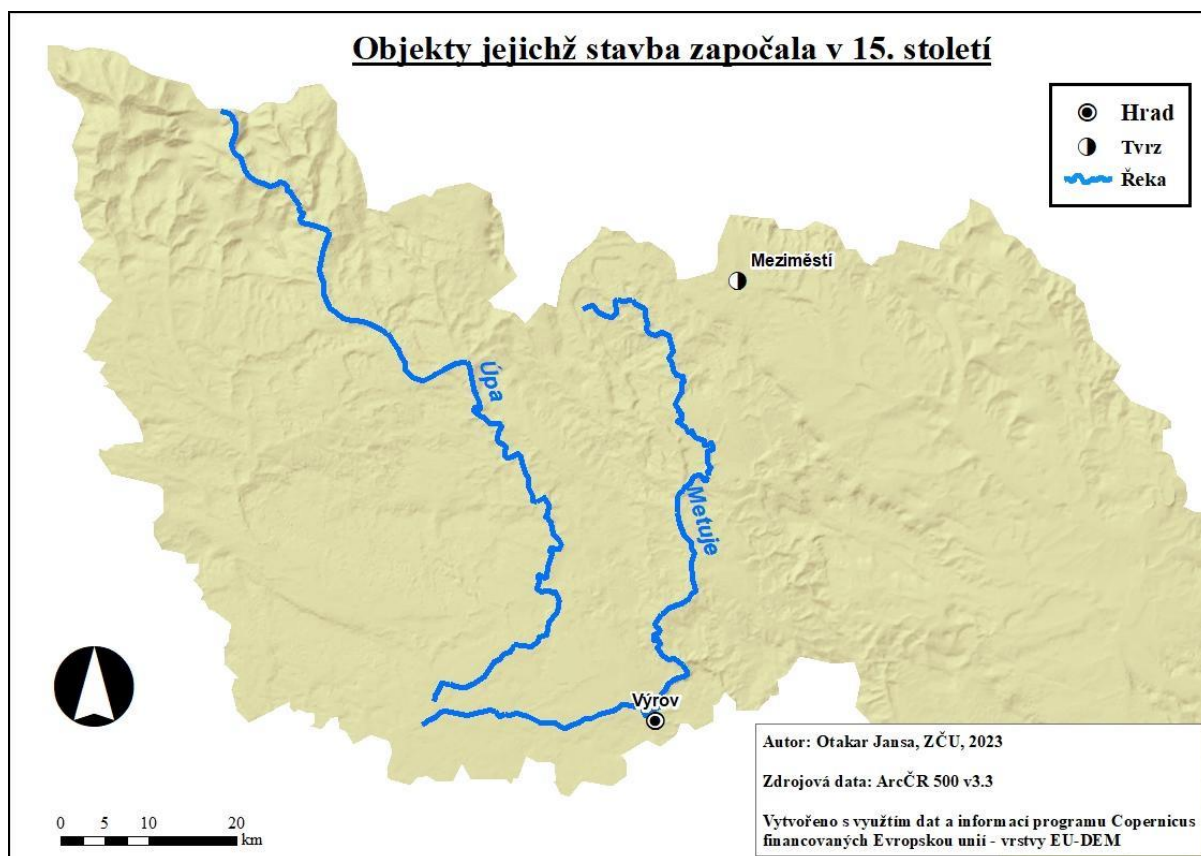 Objekty jejichž stavba započala v 15. století
Hrad
Tvrz
Řeka
Meziměstí
Úpa
Metuje
Výrov
0 5 10 20
km
Autor: Otakar Jansa, ZČU, 2023
Zdrojová data: ArcČR 500 v3.3
Vytvořeno s využitím dat a informací programu Copernicus
financovaných Evropskou unií - vrstvy EU-DEM